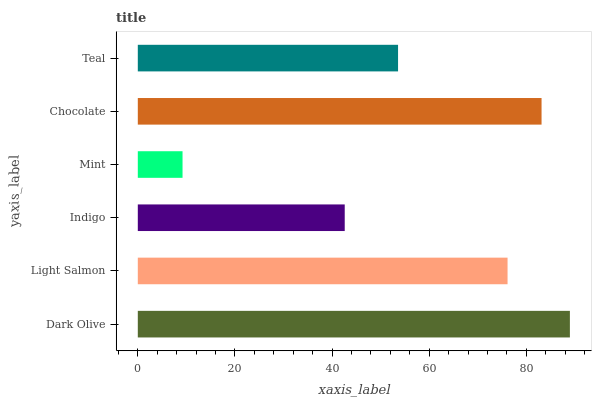 title
yaxis_label
Teal
Chocolate
Mint
Indigo
Light Salmon
Dark Olive
0 20 40 60 80
xaxis_label